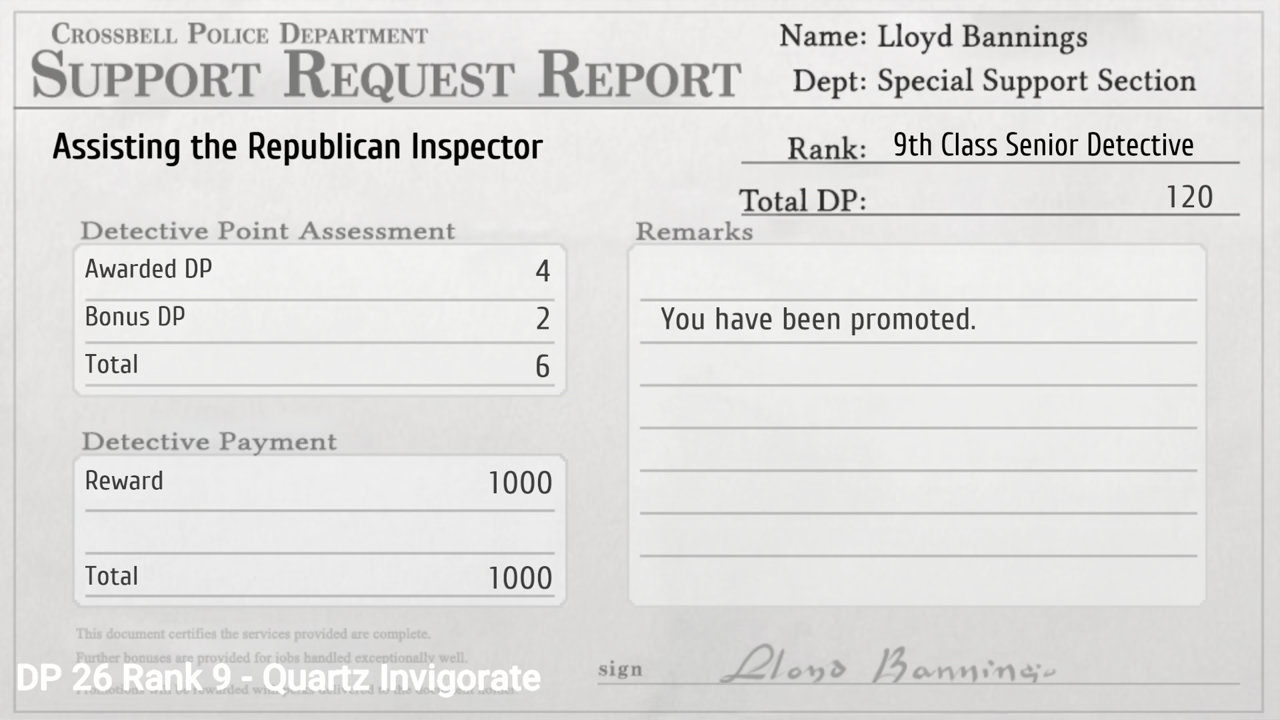 Crossbell Police Department
Support Request Report
Name: Lloyd Bannings
Dept: Special Support Section
Assisting the Republican Inspector
Rank: 9th Class Senior Detective
Total DP: 120
Detective Point Assessment
Awarded DP 4
Bonus DP 2
Total 6
Remarks
You have been promoted.
Detective Payment
Reward 1000
Total 1000
This document certifies the services provided are complete.
Further bonuses are provided for jobs handled exceptionally well.
DP 26 Rank 9 - Quartz Invigorate
sign Lloyd Bannings